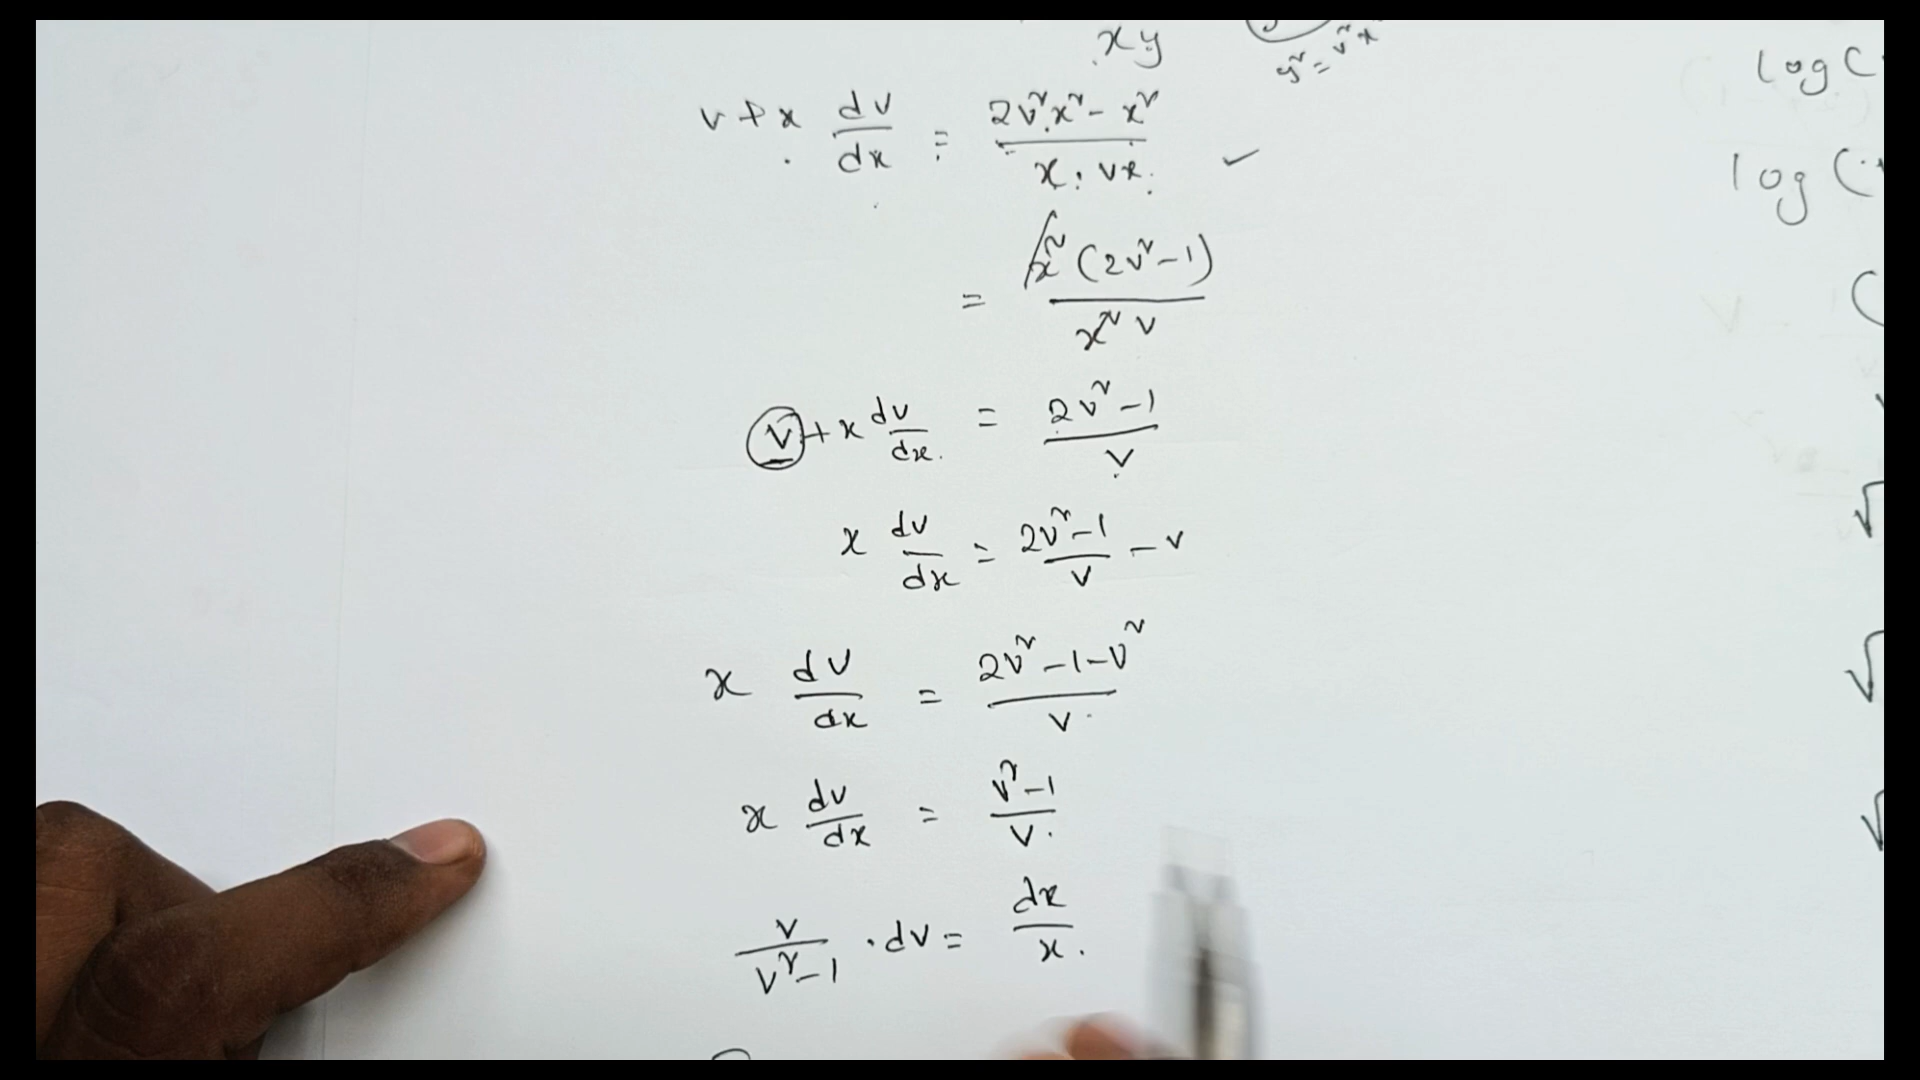 xy
y² = v²x
v + x dv/dx = 2v²x² - x² / x . vx
= x² (2v² - 1) / x² v
v + x dv/dx = 2v² - 1 / v
x dv/dx = 2v² - 1 / v - v
x dv/dx = 2v² - 1 - v² / v
x dv/dx = v² - 1 / v
v / v² - 1 . dv = dx / x
log(
log(
(
√
√
√